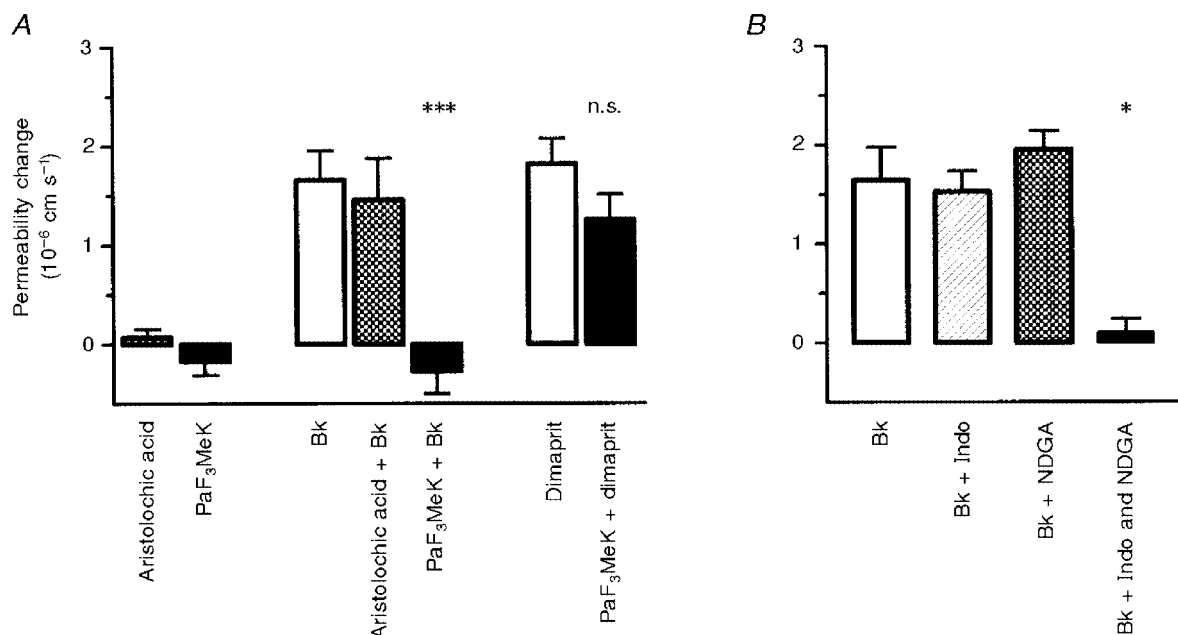 A
Permeability change
(10⁻⁶ cm s⁻¹)
3
2
1
0
***
n.s.
Aristolochic acid
PaF₃MeK
Bk
Aristolochic acid + Bk
PaF₃MeK + Bk
Dimaprit
PaF₃MeK + dimaprit
B
3
2
1
0
*
Bk
Bk + Indo
Bk + NDGA
Bk + Indo and NDGA